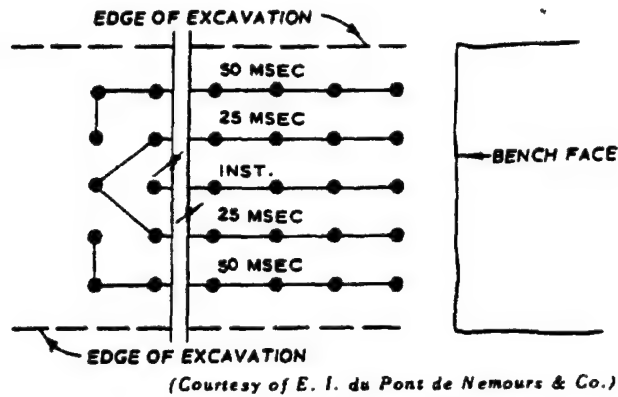 EDGE OF EXCAVATION
50 MSEC
25 MSEC
INST.
25 MSEC
50 MSEC
BENCH FACE
EDGE OF EXCAVATION
(Courtesy of E. I. du Pont de Nemours & Co.)